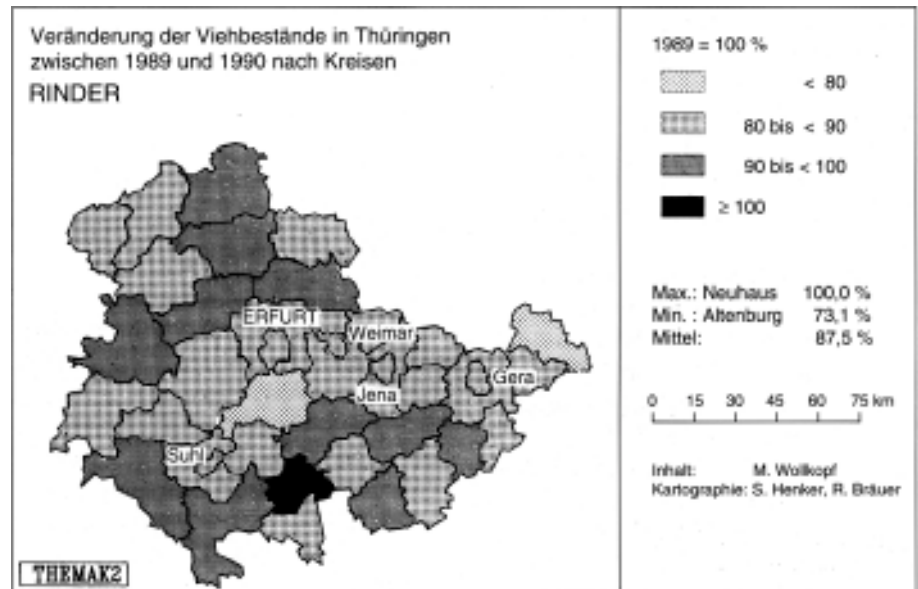 Veränderung der Viehbestände in Thüringen
zwischen 1989 und 1990 nach Kreisen
RINDER
ERFURT
Weimar
Gera
Jena
Suhl
THEMAK2
1989 = 100 %
< 80
80 bis < 90
90 bis < 100
≥ 100
Max.: Neuhaus 100,0 %
Min. : Altenburg 73,1 %
Mittel: 87,5 %
0 15 30 45 60 75 km
Inhalt: M. Wollkopf
Kartographie: S. Henker, R. Bräuer